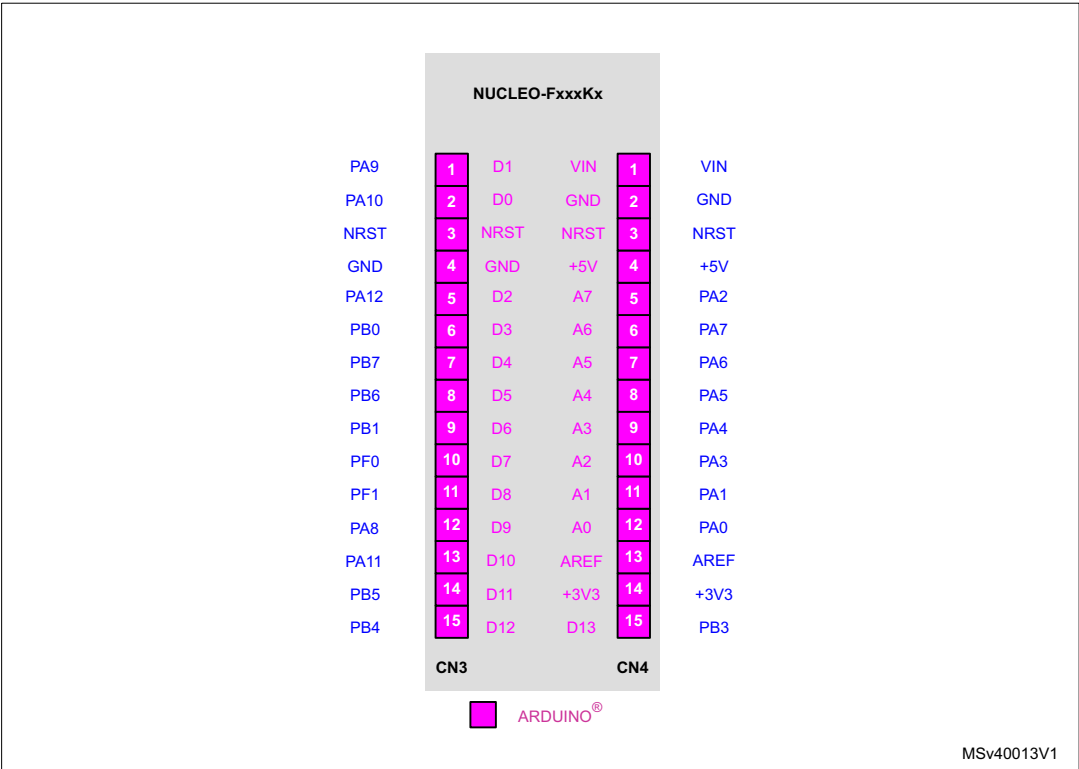 NUCLEO-FxxxKx
PA9 1 D1 VIN 1 VIN
PA10 2 D0 GND 2 GND
NRST 3 NRST NRST 3 NRST
GND 4 GND +5V 4 +5V
PA12 5 D2 A7 5 PA2
PB0 6 D3 A6 6 PA7
PB7 7 D4 A5 7 PA6
PB6 8 D5 A4 8 PA5
PB1 9 D6 A3 9 PA4
PF0 10 D7 A2 10 PA3
PF1 11 D8 A1 11 PA1
PA8 12 D9 A0 12 PA0
PA11 13 D10 AREF 13 AREF
PB5 14 D11 +3V3 14 +3V3
PB4 15 D12 D13 15 PB3
CN3 CN4
ARDUINO®
MSv40013V1